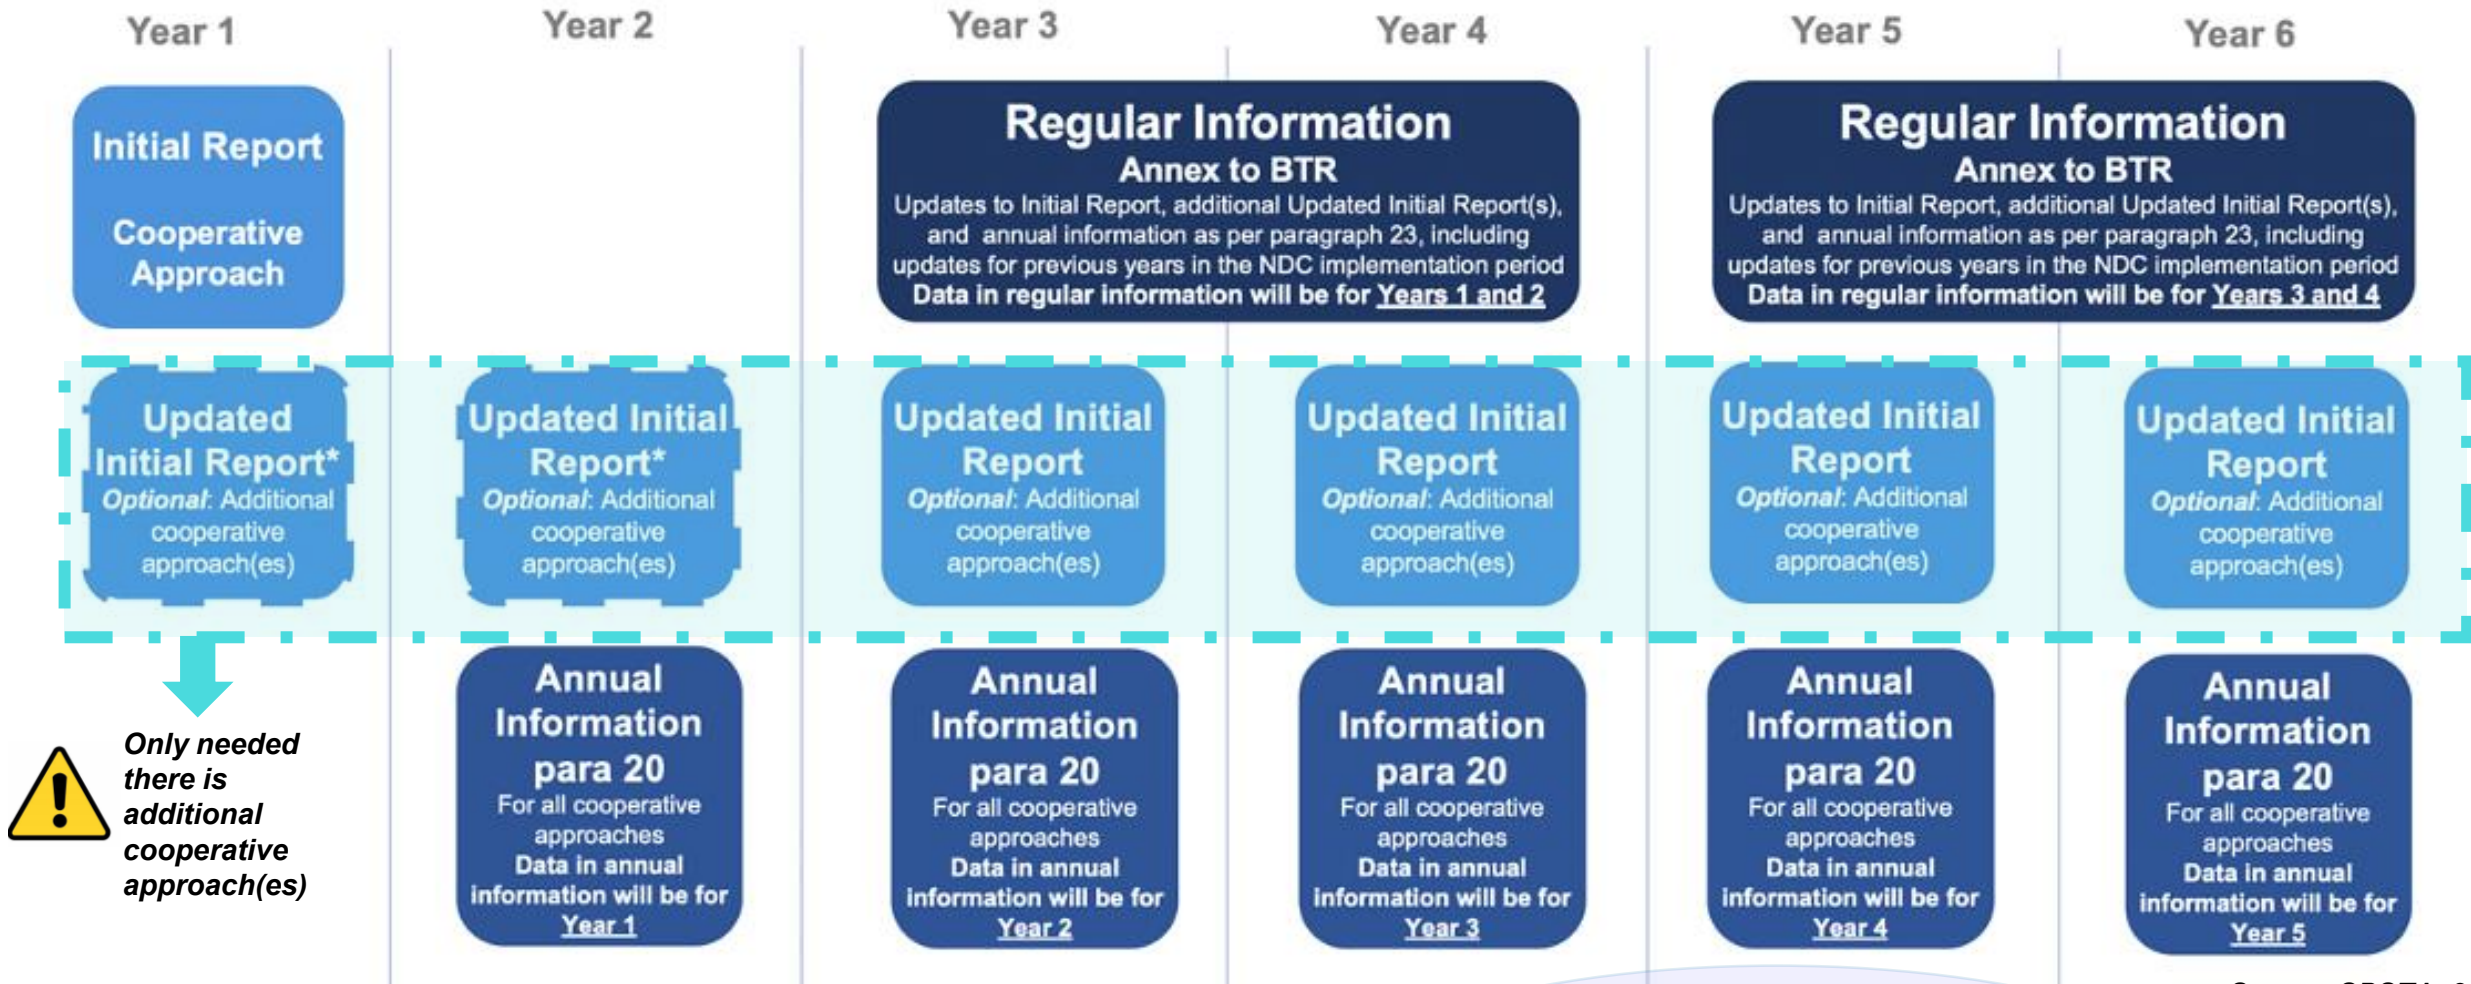 Year 1
Year 2
Year 3
Year 4
Year 5
Year 6
Initial Report
Cooperative
Approach
Regular Information
Annex to BTR
Updates to Initial Report, additional Updated Initial Report(s),
and annual information as per paragraph 23, including
updates for previous years in the NDC implementation period
Data in regular information will be for Years 1 and 2
Regular Information
Annex to BTR
Updates to Initial Report, additional Updated Initial Report(s),
and annual information as per paragraph 23, including
updates for previous years in the NDC implementation period
Data in regular information will be for Years 3 and 4
Updated
Initial Report*
Optional: Additional
cooperative
approach(es)
Updated Initial
Report*
Optional: Additional
cooperative
approach(es)
Updated Initial
Report
Optional: Additional
cooperative
approach(es)
Updated Initial
Report
Optional: Additional
cooperative
approach(es)
Updated Initial
Report
Optional: Additional
cooperative
approach(es)
Updated Initial
Report
Optional: Additional
cooperative
approach(es)
Only needed
there is
additional
cooperative
approach(es)
Annual
Information
para 20
For all cooperative
approaches
Data in annual
information will be for
Year 1
Annual
Information
para 20
For all cooperative
approaches
Data in annual
information will be for
Year 2
Annual
Information
para 20
For all cooperative
approaches
Data in annual
information will be for
Year 3
Annual
Information
para 20
For all cooperative
approaches
Data in annual
information will be for
Year 4
Annual
Information
para 20
For all cooperative
approaches
Data in annual
information will be for
Year 5